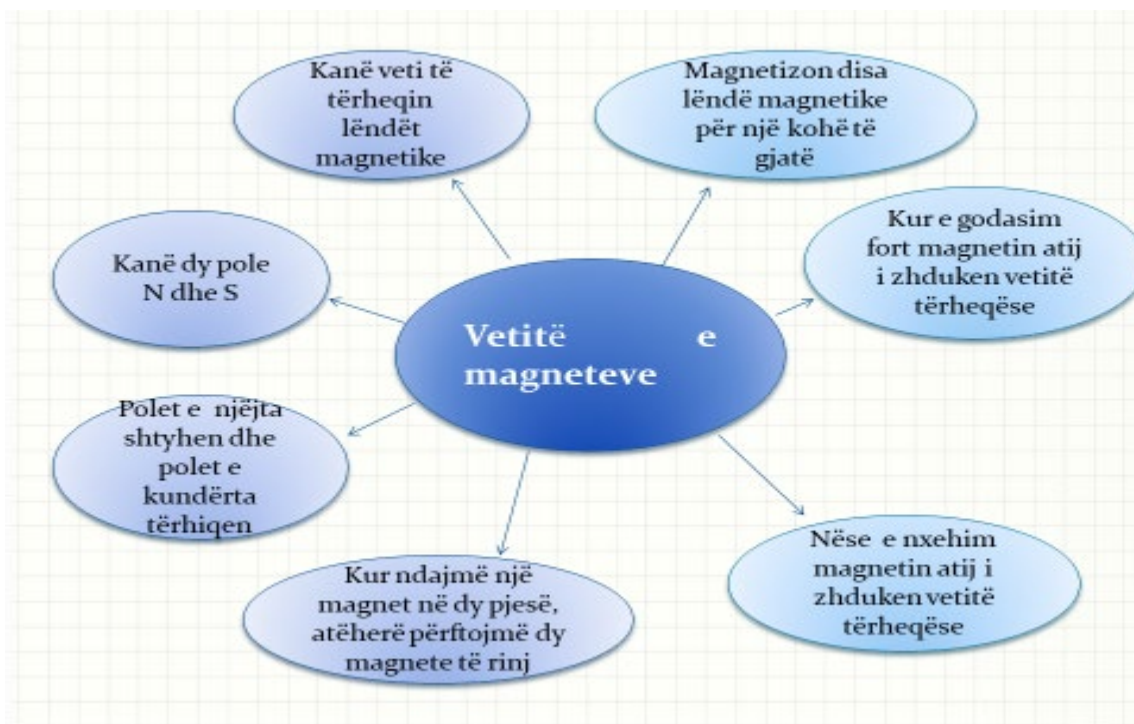 Kanë veti të
tërheqin
lëndët
magnetike
Magnetizon disa
lëndë magnetike
për një kohë të
gjatë
Kanë dy pole
N dhe S
Kur e godasim
fort magnetin atij
i zhduken vetitë
tërheqëse
Vetitë e
magneteve
Polet e njëjta
shtyhen dhe
polet e
kundërta
tërhiqen
Kur ndajmë një
magnet në dy pjesë,
atëherë përftojmë dy
magnete të rinj
Nëse e nxehim
magnetin atij i
zhduken vetitë
tërheqëse